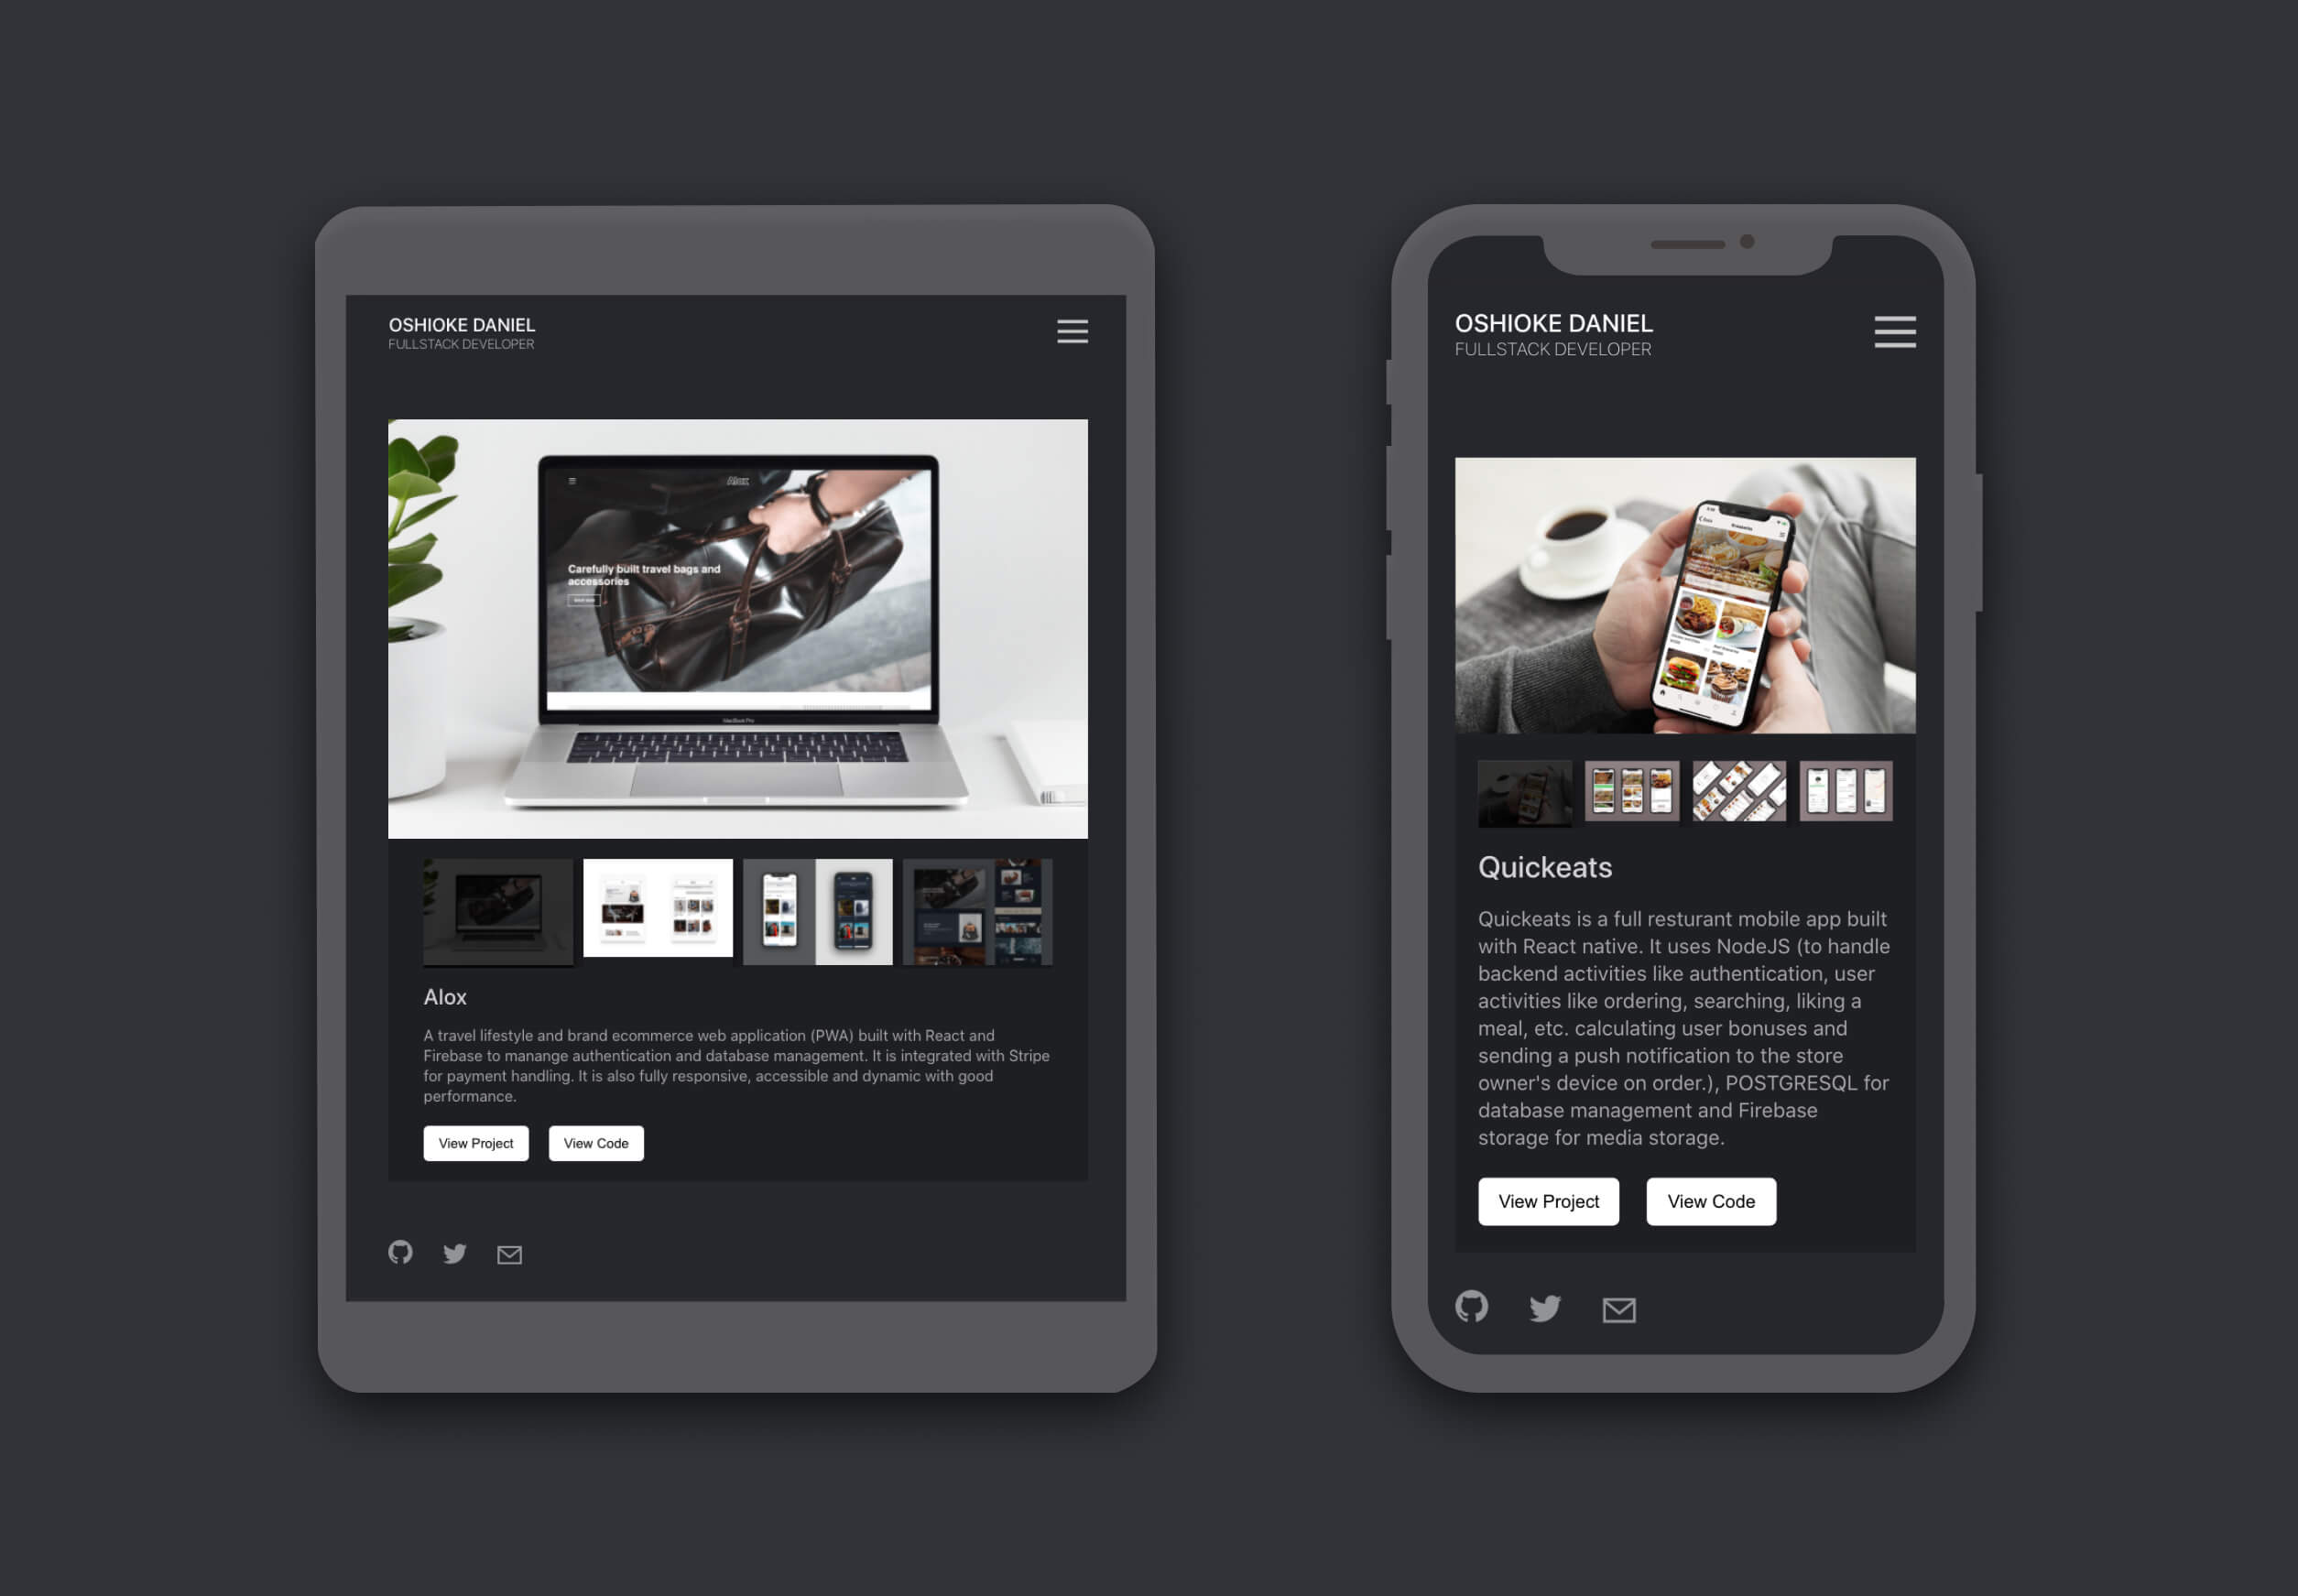 OSHIOKE DANIEL
FULLSTACK DEVELOPER
Alox
Carefully built travel bags and
accessories
MacBook Pro
Alox
A travel lifestyle and brand ecommerce web application (PWA) built with React and
Firebase to manange authentication and database management. It is integrated with Stripe
for payment handling. It is also fully responsive, accessible and dynamic with good
performance.
View Project
View Code
OSHIOKE DANIEL
FULLSTACK DEVELOPER
Quickeats
Quickeats is a full resturant mobile app built
with React native. It uses NodeJS (to handle
backend activities like authentication, user
activities like ordering, searching, liking a
meal, etc. calculating user bonuses and
sending a push notification to the store
owner's device on order.), POSTGRESQL for
database management and Firebase
storage for media storage.
View Project
View Code